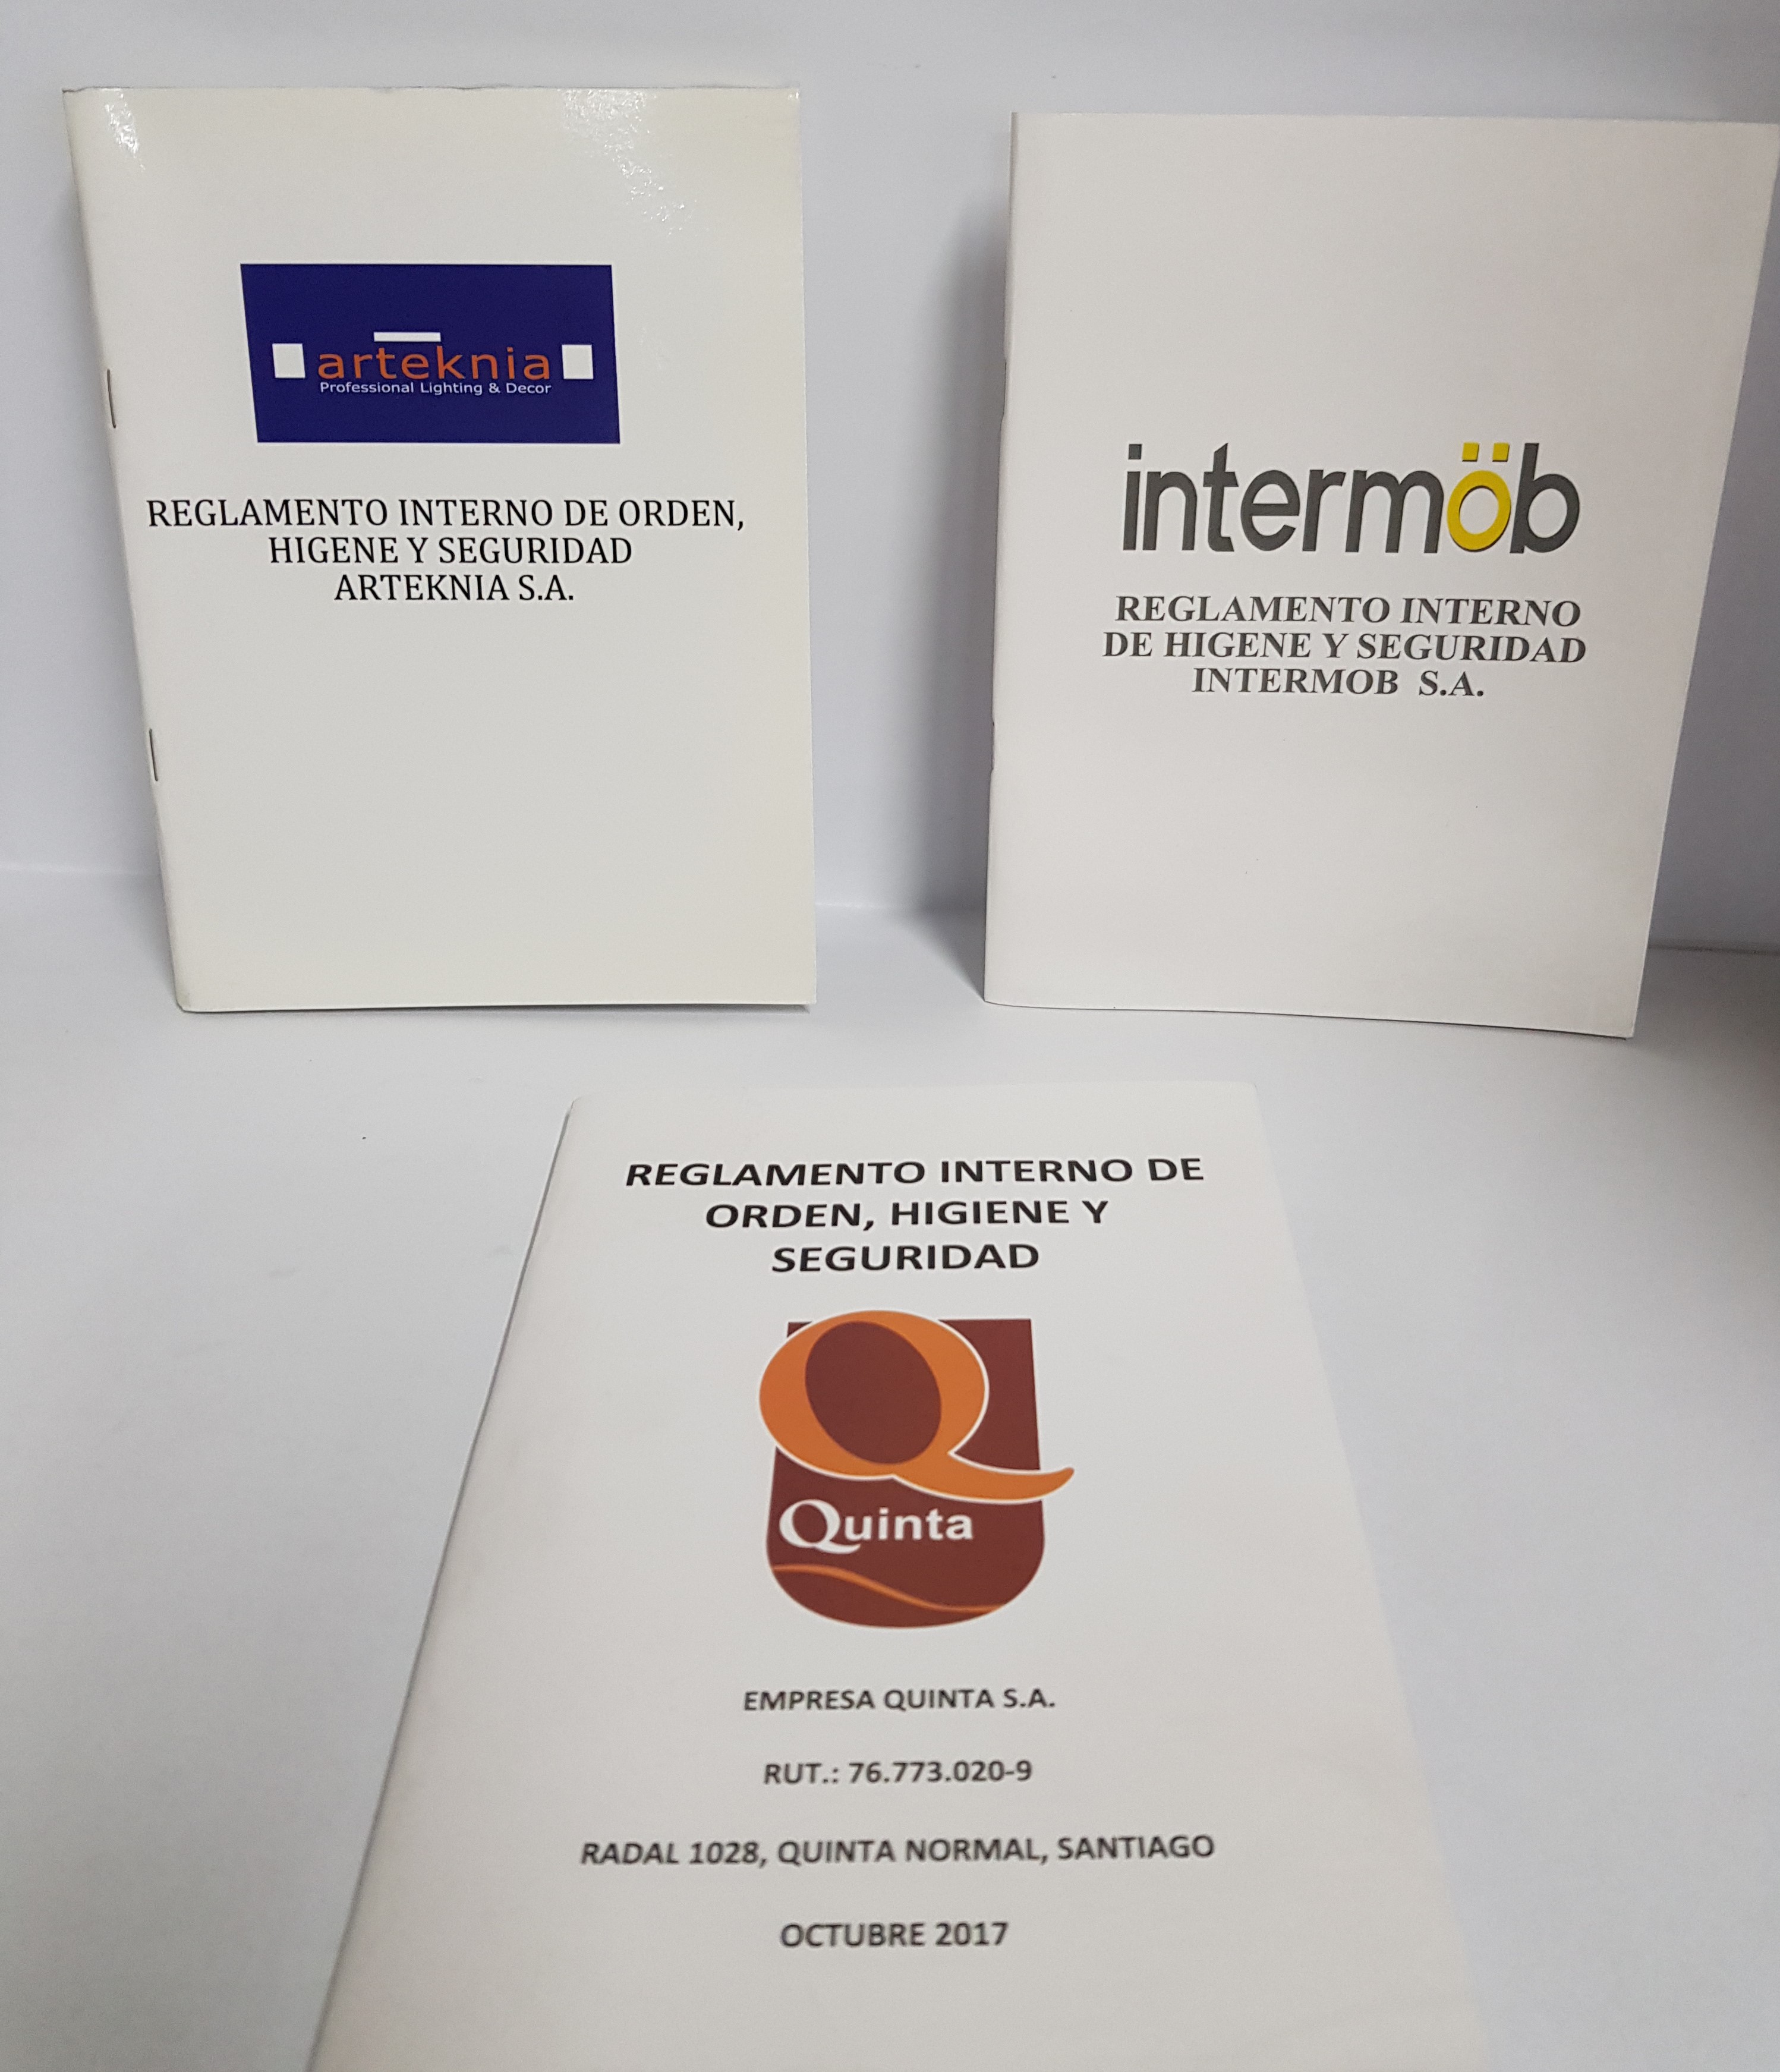 arteknia
Professional Lighting & Decor
REGLAMENTO INTERNO DE ORDEN,
HIGENE Y SEGURIDAD
ARTEKNIA S.A.
intermöb
REGLAMENTO INTERNO
DE HIGENE Y SEGURIDAD
INTERMOB S.A.
REGLAMENTO INTERNO DE
ORDEN, HIGIENE Y
SEGURIDAD
Q
Quinta
EMPRESA QUINTA S.A.
RUT.: 76.773.020-9
RADAL 1028, QUINTA NORMAL, SANTIAGO
OCTUBRE 2017